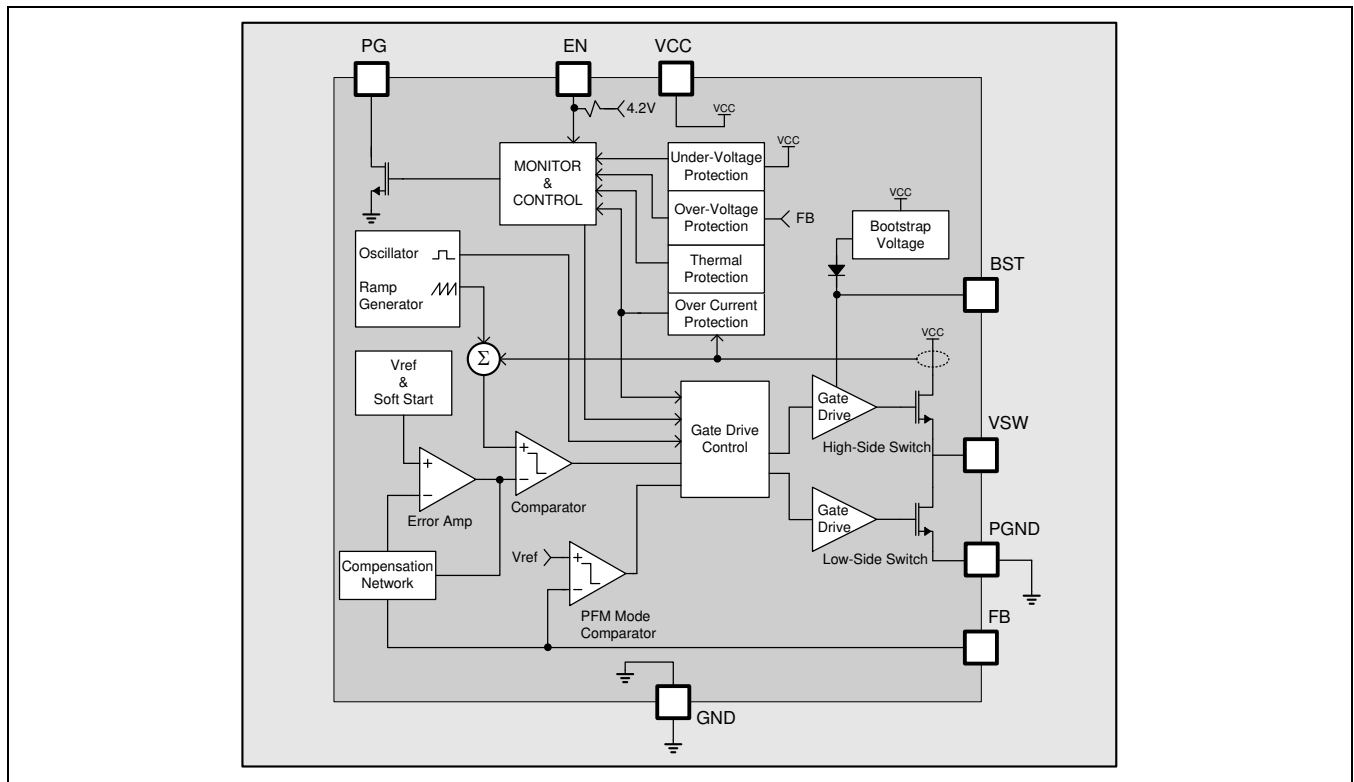 PG
EN
VCC
4.2V
VCC
VCC
Under-Voltage
Protection
MONITOR
&
CONTROL
Over-Voltage
Protection
FB
VCC
Bootstrap
Voltage
Oscillator
Ramp
Generator
Thermal
Protection
BST
Over Current
Protection
VCC
Σ
Vref
&
Soft Start
Gate Drive
Control
Gate
Drive
High-Side Switch
VSW
+
−
Error Amp
+
−
Comparator
Gate
Drive
Low-Side Switch
PGND
Compensation
Network
Vref
+
−
PFM Mode
Comparator
FB
GND